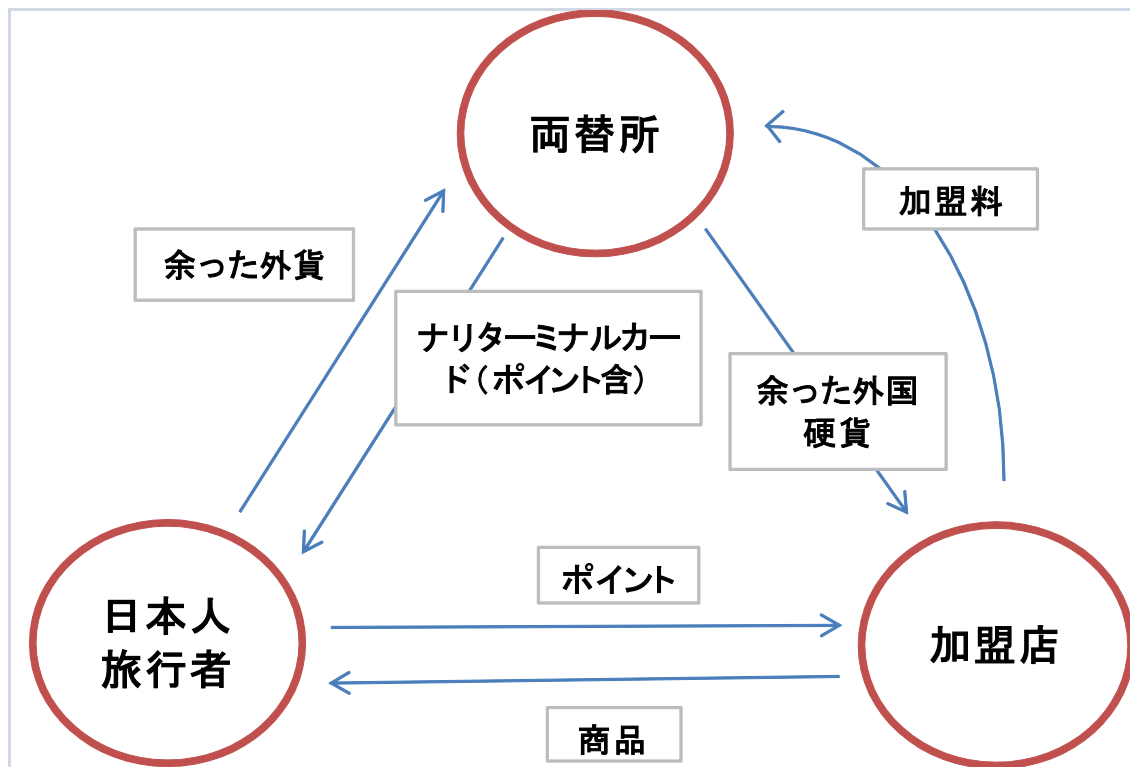 両替所
加盟料
余った外貨
ナリターミナルカー
ド（ポイント含）
余った外国
硬貨
ポイント
日本人
旅行者
加盟店
商品